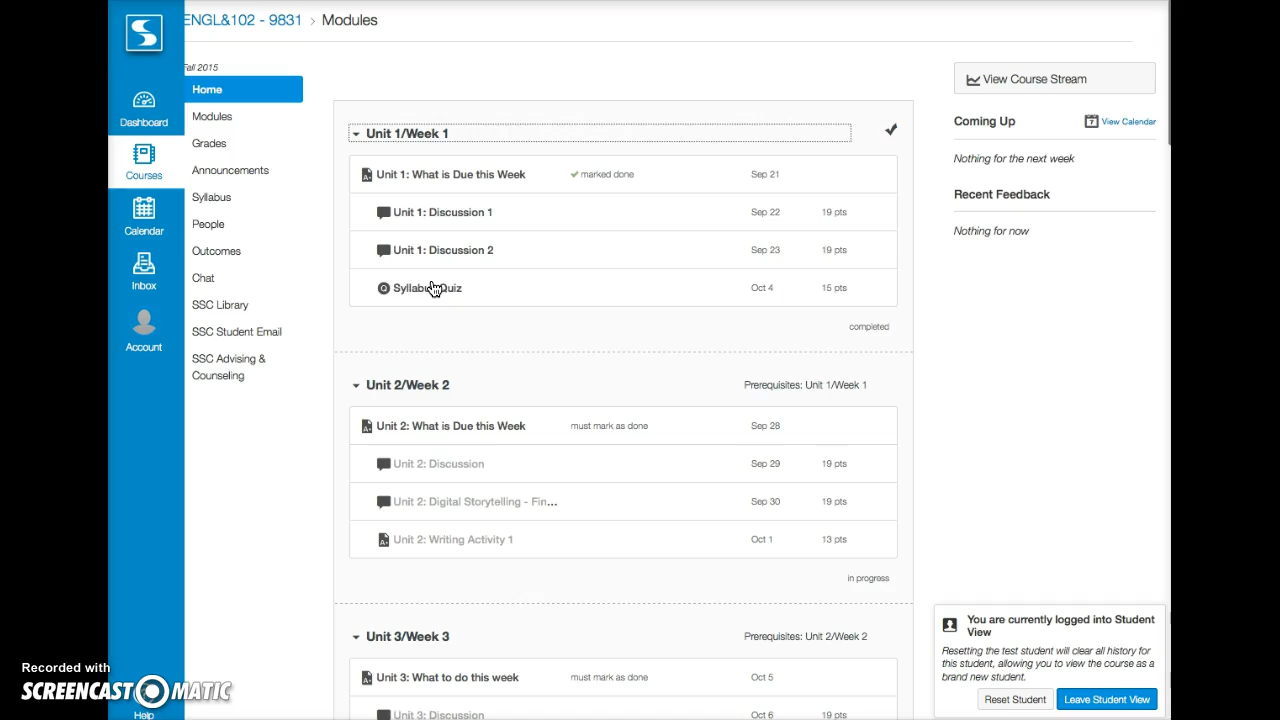 ENGL&102 - 9831 > Modules
Fall 2015
Dashboard
Courses
Calendar
Inbox
Account
Help
Home
Modules
Grades
Announcements
Syllabus
People
Outcomes
Chat
SSC Library
SSC Student Email
SSC Advising &
Counseling
Unit 1/Week 1
Unit 1: What is Due this Week marked done Sep 21
Unit 1: Discussion 1 Sep 22 19 pts
Unit 1: Discussion 2 Sep 23 19 pts
Syllabus Quiz Oct 4 15 pts
completed
Unit 2/Week 2 Prerequisites: Unit 1/Week 1
Unit 2: What is Due this Week must mark as done Sep 28
Unit 2: Discussion Sep 29 19 pts
Unit 2: Digital Storytelling - Fin... Sep 30 19 pts
Unit 2: Writing Activity 1 Oct 1 13 pts
in progress
Unit 3/Week 3 Prerequisites: Unit 2/Week 2
Unit 3: What to do this week must mark as done Oct 5
Unit 3: Discussion Oct 6 19 pts
View Course Stream
Coming Up 7 View Calendar
Nothing for the next week
Recent Feedback
Nothing for now
You are currently logged into Student
View
Resetting the test student will clear all history for
this student, allowing you to view the course as a
brand new student.
Reset Student Leave Student View
Recorded with
SCREENCAST-O-MATIC